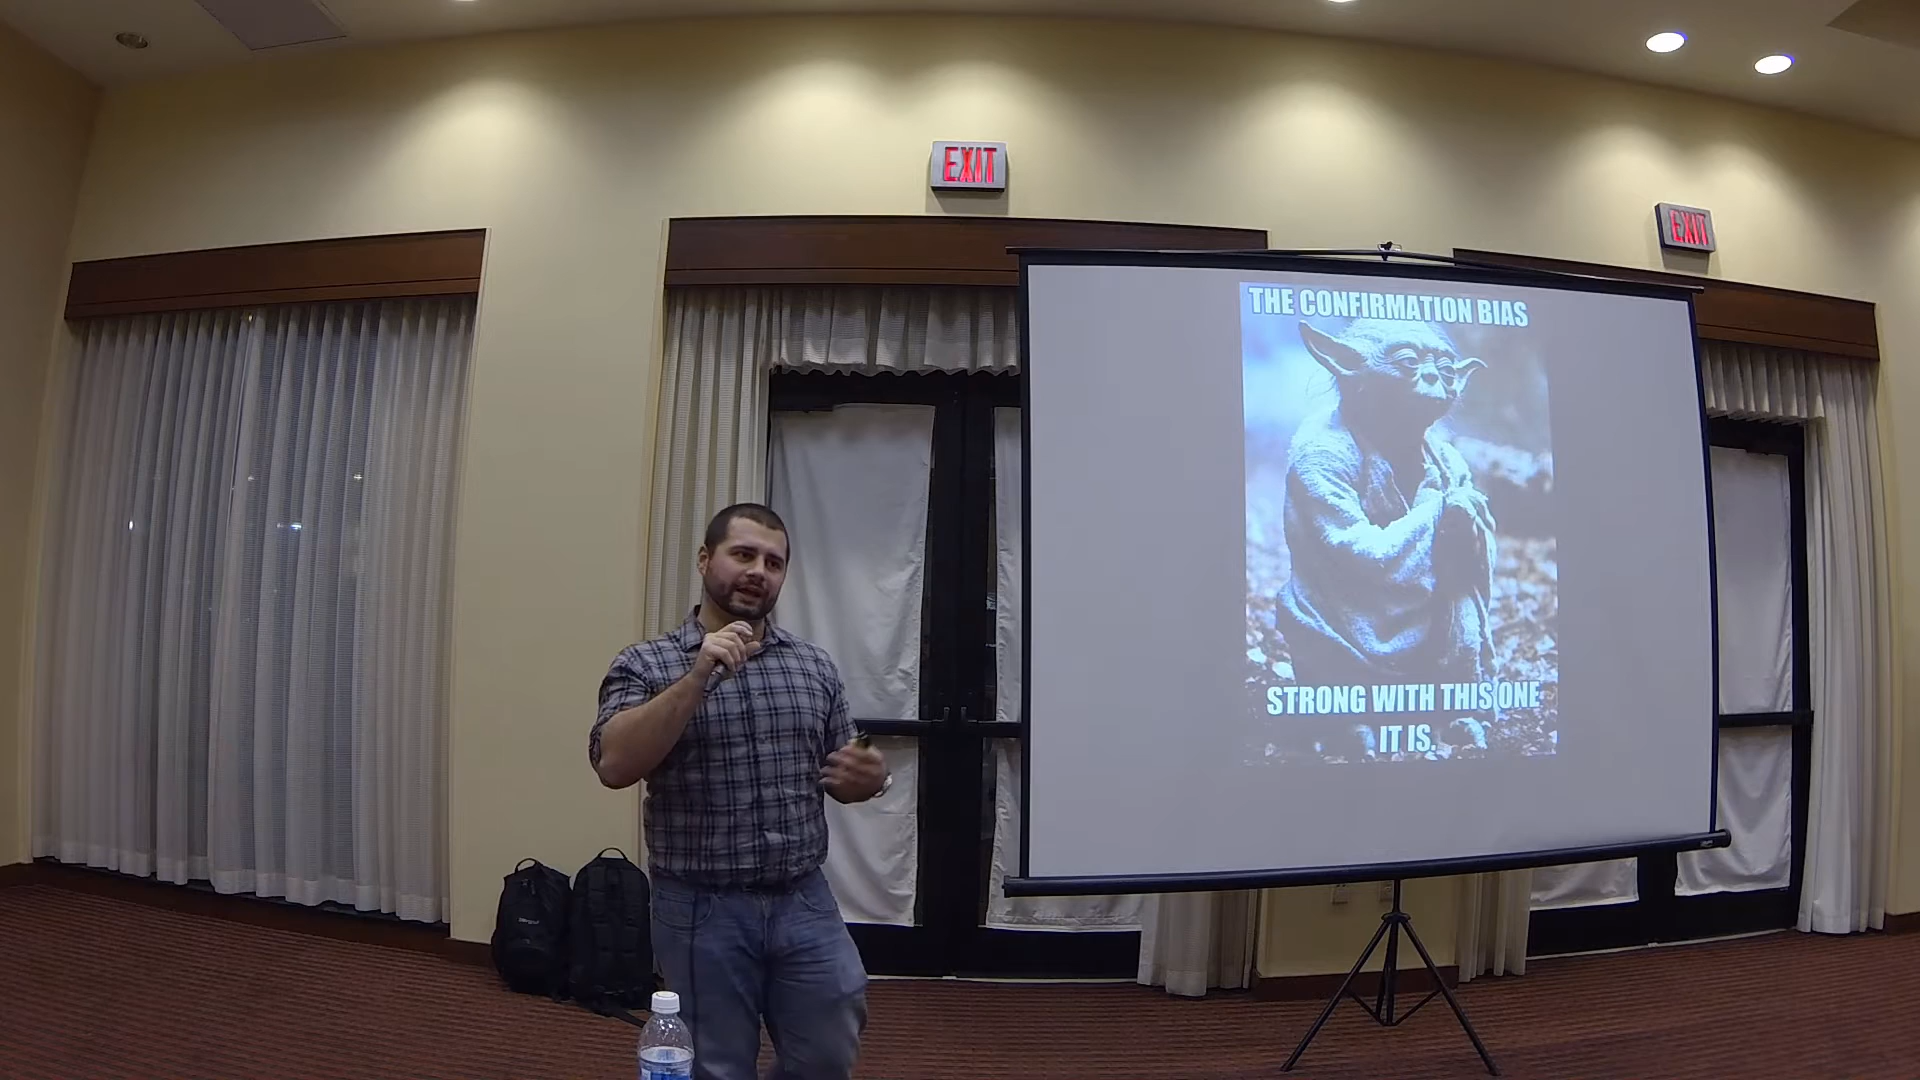 EXIT
EXIT
THE CONFIRMATION BIAS
STRONG WITH THIS ONE
IT IS.